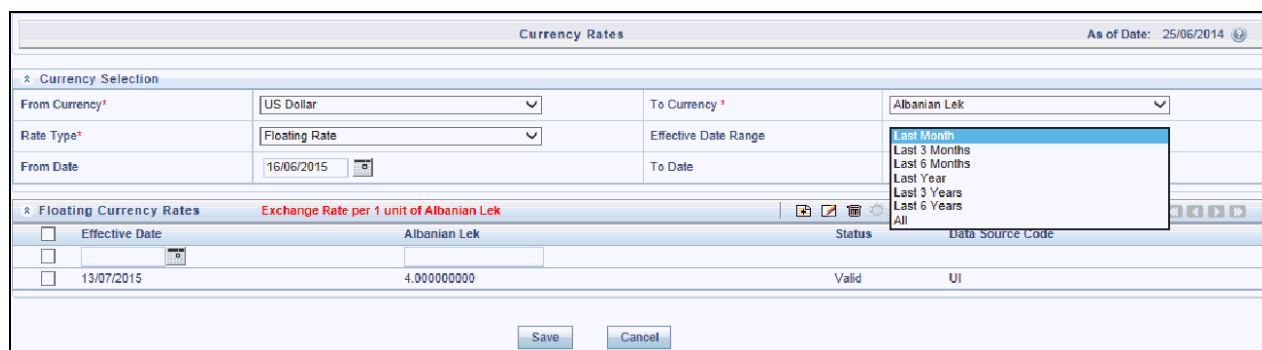 Currency Rates
As of Date: 25/06/2014
Currency Selection
From Currency*
US Dollar
To Currency *
Albanian Lek
Rate Type*
Floating Rate
Effective Date Range
Last Month
Last 3 Months
Last 6 Months
Last Year
Last 3 Years
Last 6 Years
All
From Date
16/06/2015
To Date
Floating Currency Rates
Exchange Rate per 1 unit of Albanian Lek
Effective Date
Albanian Lek
Status
Data Source Code
13/07/2015
4.000000000
Valid
UI
Save
Cancel